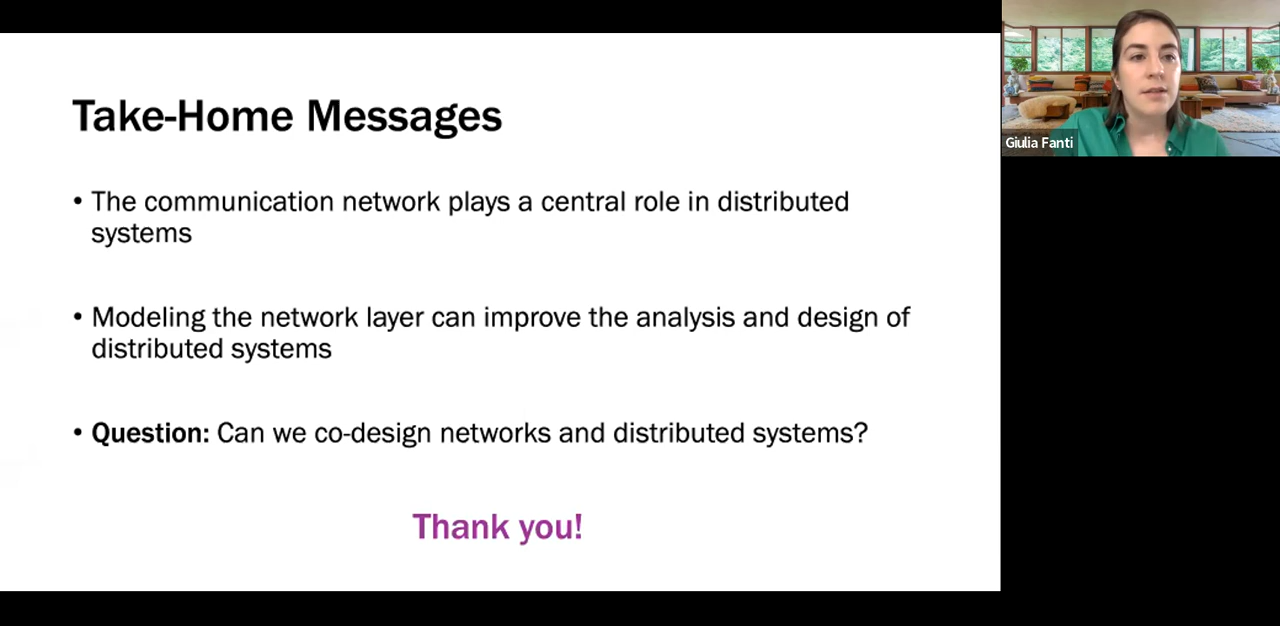 Take-Home Messages
• The communication network plays a central role in distributed
systems
• Modeling the network layer can improve the analysis and design of
distributed systems
• Question: Can we co-design networks and distributed systems?
Thank you!
Giulia Fanti